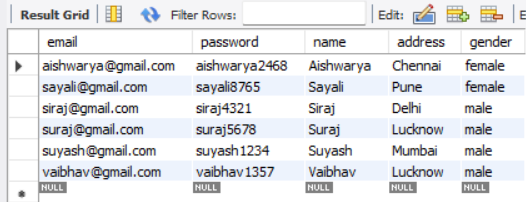 Result Grid Filter Rows: Edit:
email password name address gender
aishwarya@gmail.com aishwarya2468 Aishwarya Chennai female
sayali@gmail.com sayali8765 Sayali Pune female
siraj@gmail.com siraj4321 Siraj Delhi male
suraj@gmail.com suraj5678 Suraj Lucknow male
suyash@gmail.com suyash1234 Suyash Mumbai male
vaibhav@gmail.com vaibhav1357 Vaibhav Lucknow male
NULL NULL NULL NULL NULL